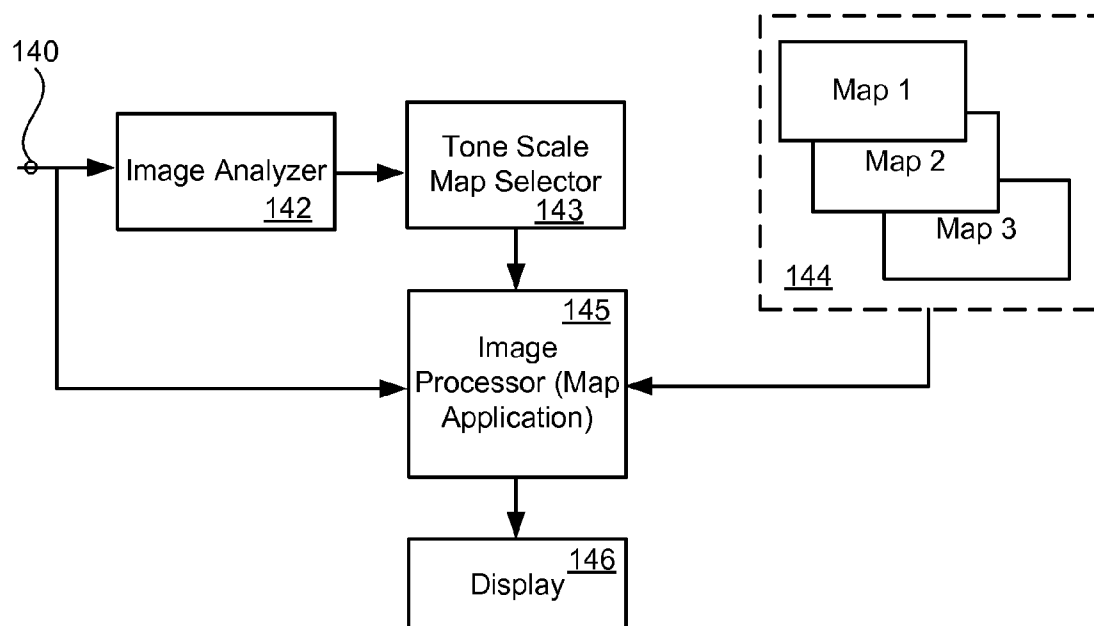 140
Image Analyzer
142
Tone Scale
Map Selector
143
Map 1
Map 2
Map 3
144
145
Image
Processor (Map
Application)
146
Display